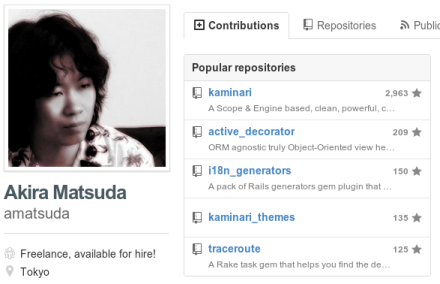 Contributions
Repositories
Public
Popular repositories
kaminari
2,963
A Scope & Engine based, clean, powerful, c...
active_decorator
209
ORM agnostic truly Object-Oriented view he...
i18n_generators
150
A pack of Rails generators gem plugin that ...
kaminari_themes
135
traceroute
125
A Rake task gem that helps you find the de...
Akira Matsuda
amatsuda
Freelance, available for hire!
Tokyo